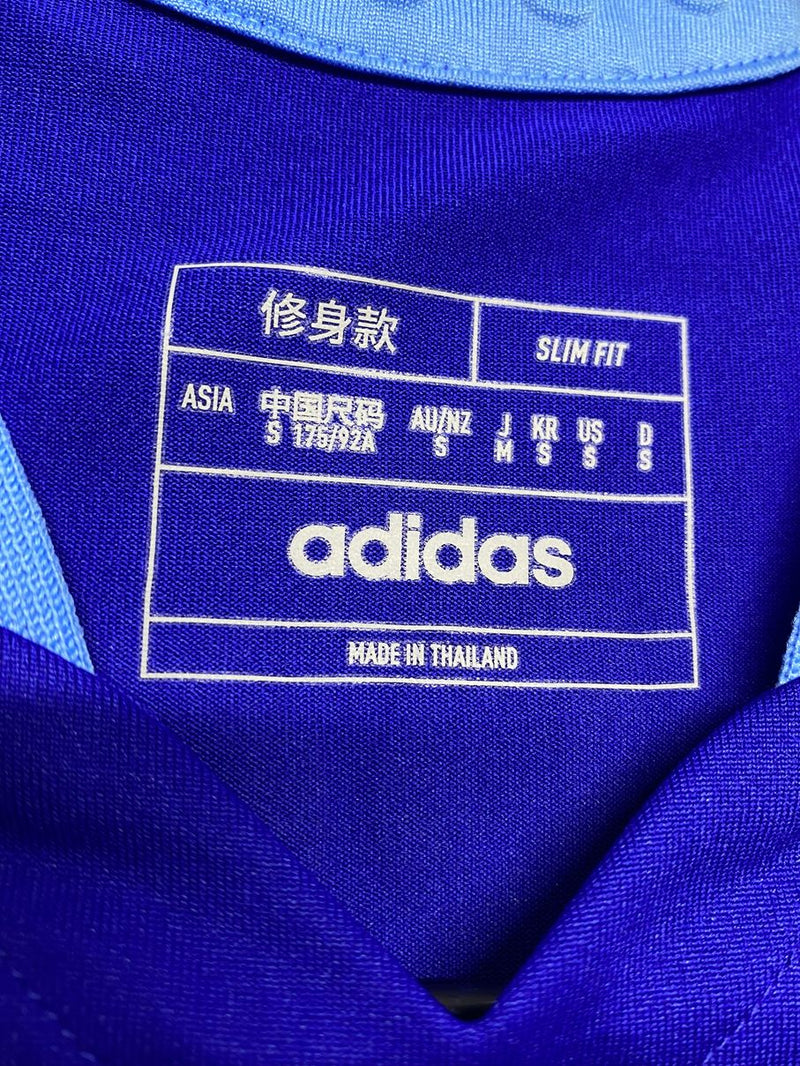 修身款 SLIM FIT
ASIA 中国尺码 AU/NZ J KR US D
S 175/92A S M S S S
adidas
MADE IN THAILAND